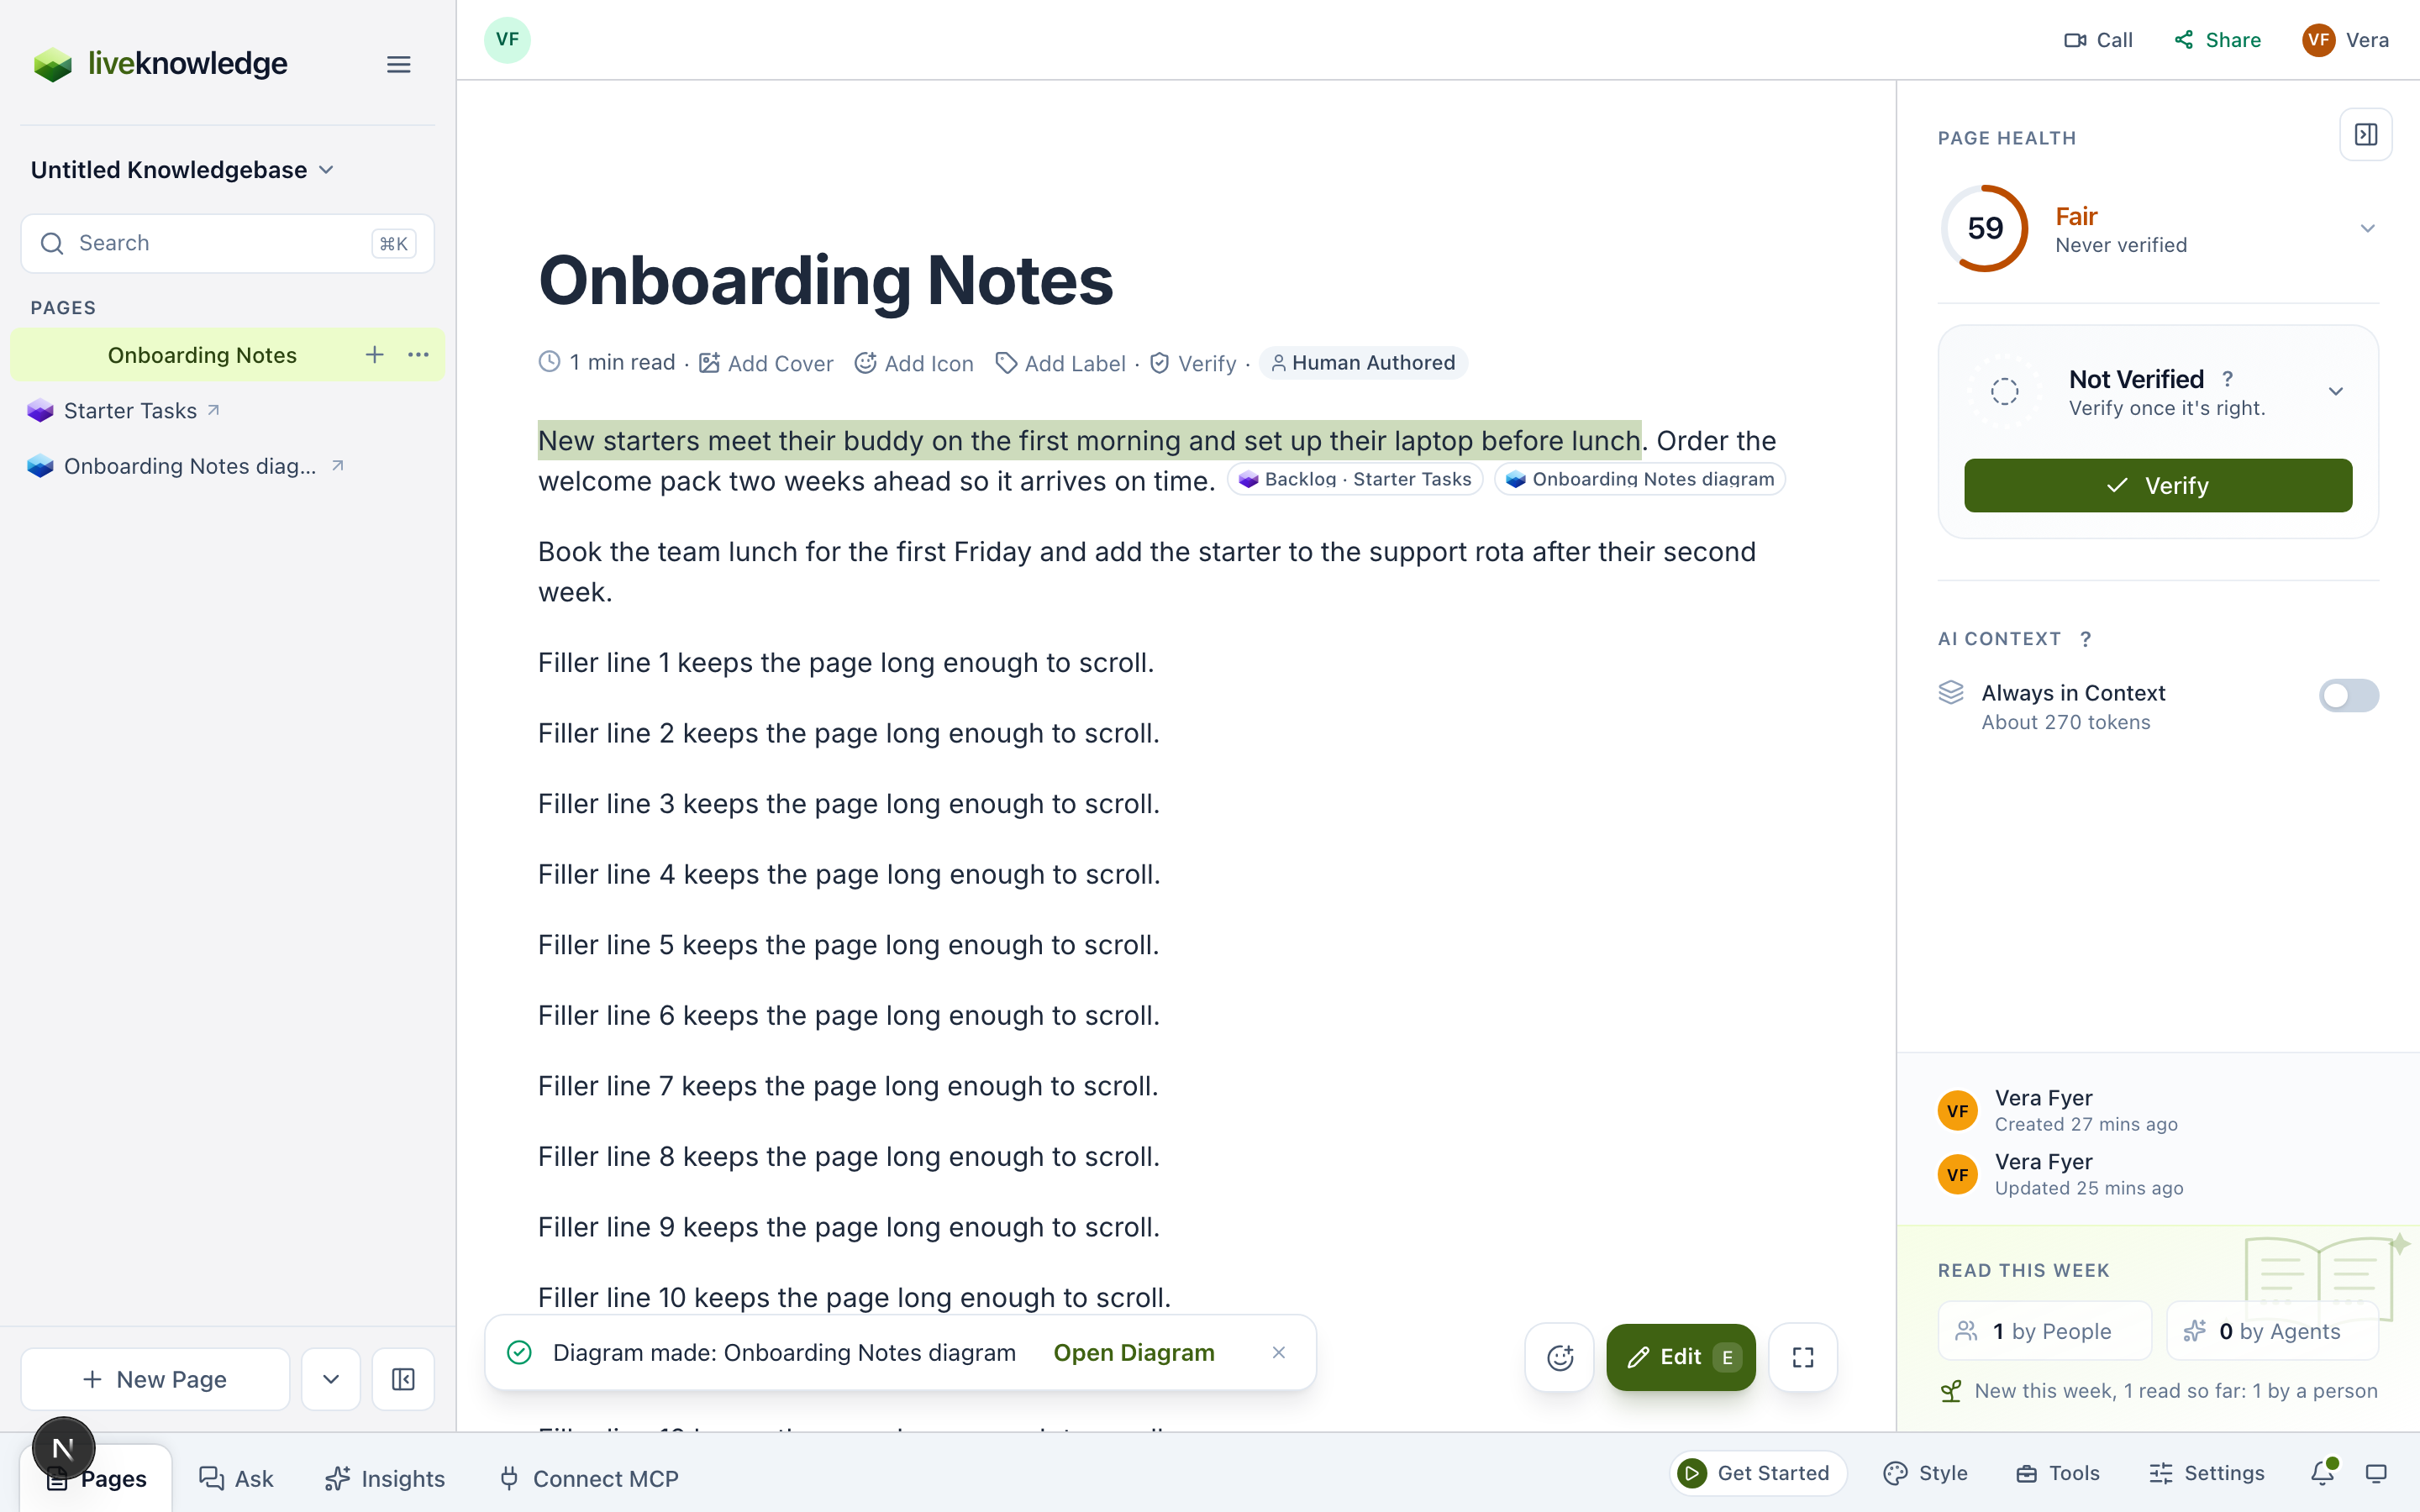 liveknowledge
Untitled Knowledgebase
Search
⌘K
PAGES
Onboarding Notes
Starter Tasks
Onboarding Notes diag...
New Page
VF
Call
Share
VF
Vera
Onboarding Notes
1 min read · Add Cover Add Icon Add Label · Verify · Human Authored
New starters meet their buddy on the first morning and set up their laptop before lunch. Order the
welcome pack two weeks ahead so it arrives on time. Backlog · Starter Tasks Onboarding Notes diagram
Book the team lunch for the first Friday and add the starter to the support rota after their second
week.
Filler line 1 keeps the page long enough to scroll.
Filler line 2 keeps the page long enough to scroll.
Filler line 3 keeps the page long enough to scroll.
Filler line 4 keeps the page long enough to scroll.
Filler line 5 keeps the page long enough to scroll.
Filler line 6 keeps the page long enough to scroll.
Filler line 7 keeps the page long enough to scroll.
Filler line 8 keeps the page long enough to scroll.
Filler line 9 keeps the page long enough to scroll.
Filler line 10 keeps the page long enough to scroll.
Diagram made: Onboarding Notes diagram Open Diagram
Edit E
PAGE HEALTH
59
Fair
Never verified
Not Verified ?
Verify once it's right.
Verify
AI CONTEXT ?
Always in Context
About 270 tokens
VF
Vera Fyer
Created 27 mins ago
VF
Vera Fyer
Updated 25 mins ago
READ THIS WEEK
1 by People
0 by Agents
New this week, 1 read so far: 1 by a person
N
Pages
Ask
Insights
Connect MCP
Get Started
Style
Tools
Settings